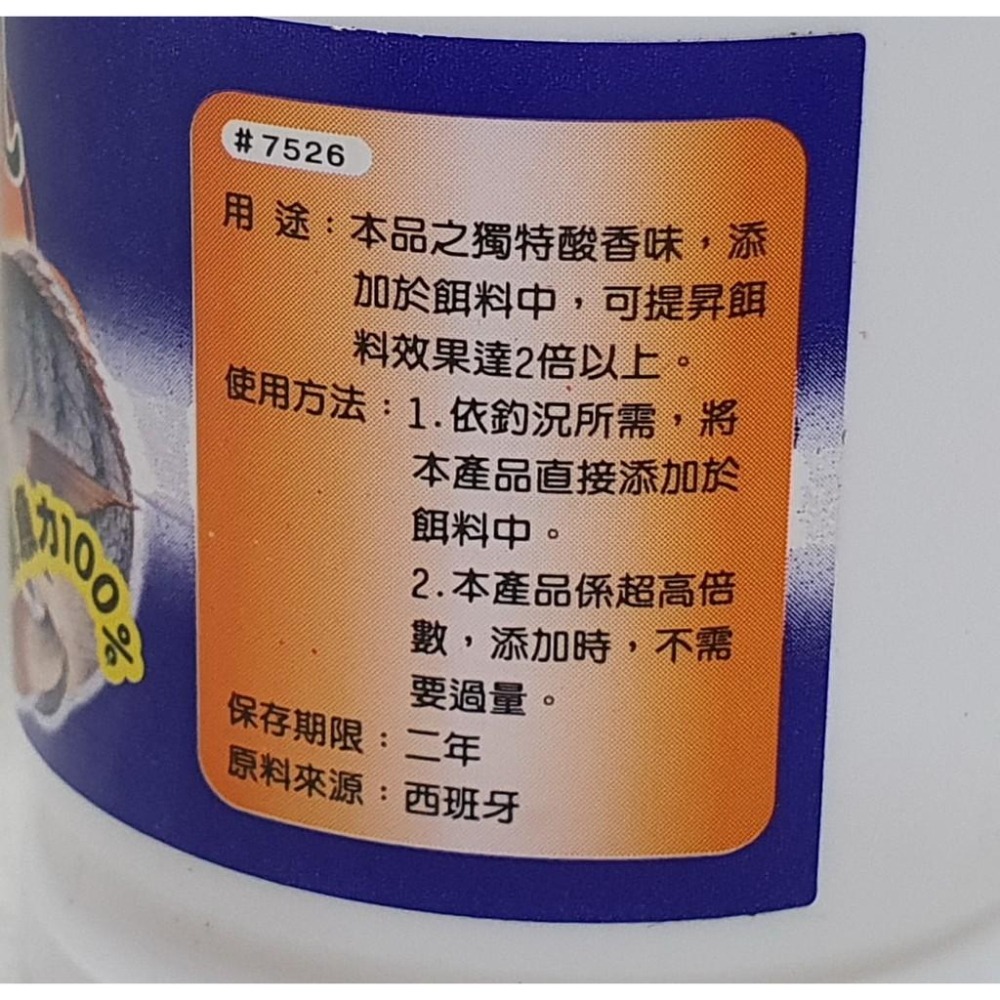 #7526
用途：本品之獨特酸香味，添
加於餌料中，可提昇餌
料效果達2倍以上。
使用方法：1.依釣況所需，將
本產品直接添加於
餌料中。
2.本產品係超高倍
數，添加時，不需
要過量。
保存期限：二年
原料來源：西班牙
力100%